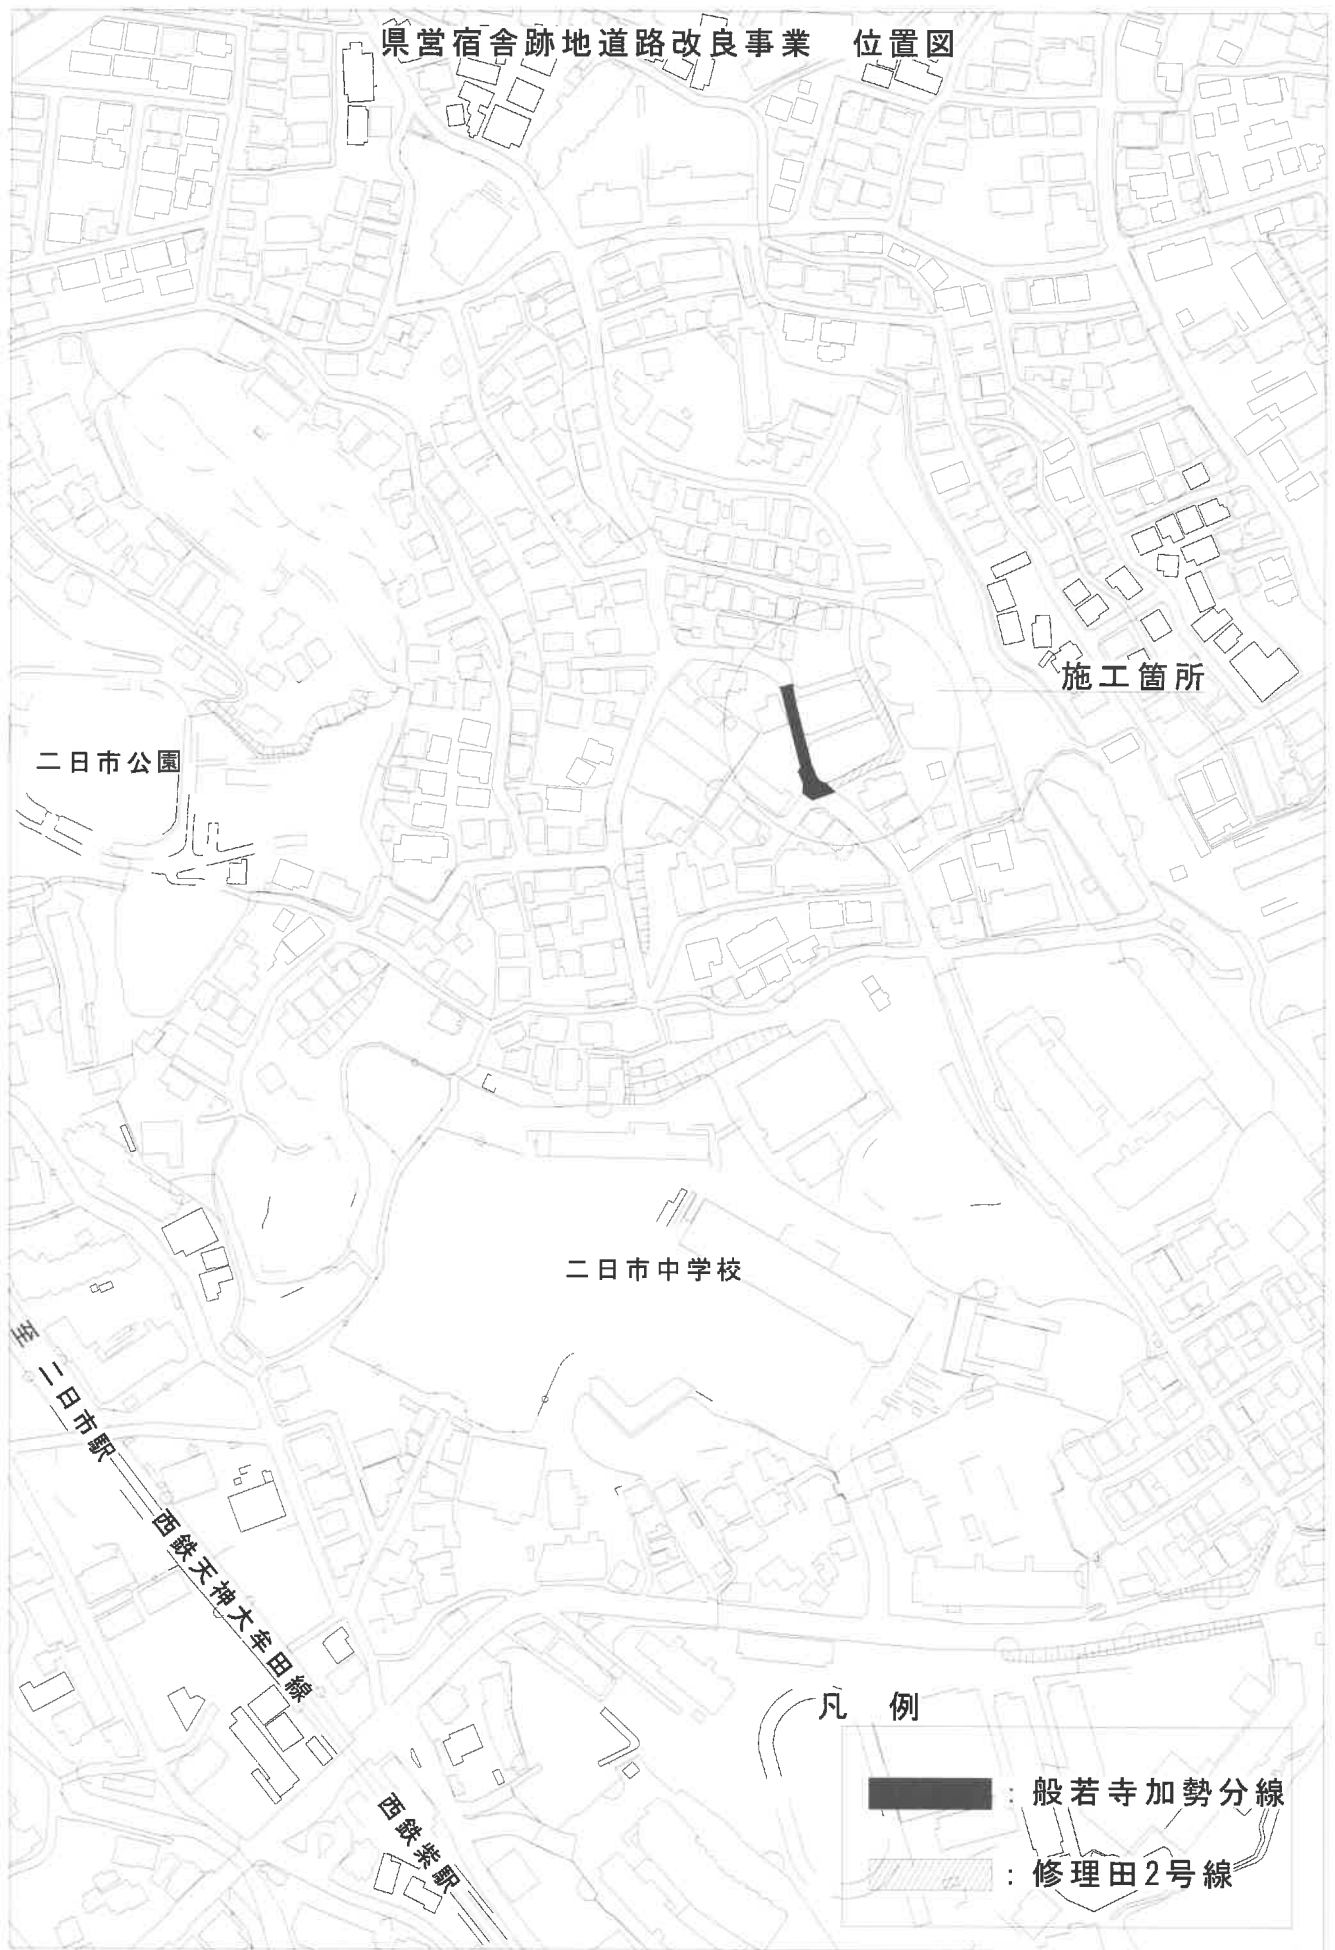 県営宿舎跡地道路改良事業　位置図
施工箇所
二日市公園
二日市中学校
至 二日市駅
西鉄天神大牟田線
西鉄紫駅
凡 例
：般若寺加勢分線
：修理田2号線